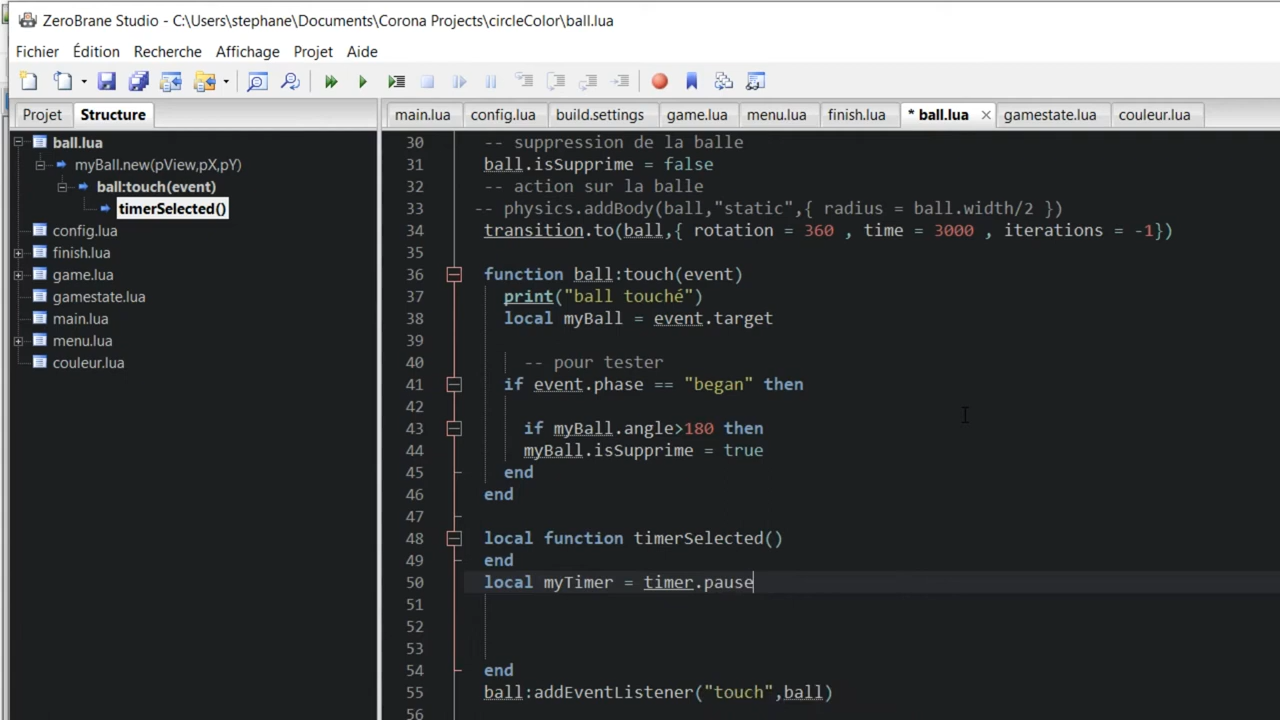 ZeroBrane Studio - C:\Users\stephane\Documents\Corona Projects\circleColor\ball.lua
Fichier Édition Recherche Affichage Projet Aide
Projet Structure
main.lua config.lua build.settings game.lua menu.lua finish.lua * ball.lua gamestate.lua couleur.lua
ball.lua
myBall.new(pView,pX,pY)
ball:touch(event)
timerSelected()
config.lua
finish.lua
game.lua
gamestate.lua
main.lua
menu.lua
couleur.lua
30 -- suppression de la balle
31 ball.isSupprime = false
32 -- action sur la balle
33 -- physics.addBody(ball,"static",{ radius = ball.width/2 })
34 transition.to(ball,{ rotation = 360 , time = 3000 , iterations = -1})
35
36 function ball:touch(event)
37 print("ball touché")
38 local myBall = event.target
39
40 -- pour tester
41 if event.phase == "began" then
42
43 if myBall.angle>180 then
44 myBall.isSupprime = true
45 end
46 end
47
48 local function timerSelected()
49 end
50 local myTimer = timer.pause
51
52
53
54 end
55 ball:addEventListener("touch",ball)
56